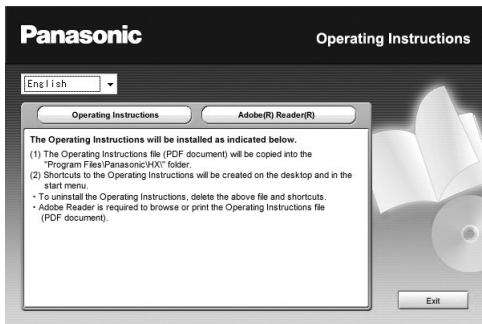 Panasonic
Operating Instructions
English
Operating Instructions
Adobe(R) Reader(R)
The Operating Instructions will be installed as indicated below.
(1) The Operating Instructions file (PDF document) will be copied into the
"Program Files\Panasonic\HX\" folder.
(2) Shortcuts to the Operating Instructions will be created on the desktop and in the
start menu.
· To uninstall the Operating Instructions, delete the above file and shortcuts.
· Adobe Reader is required to browse or print the Operating Instructions file
(PDF document).
Exit